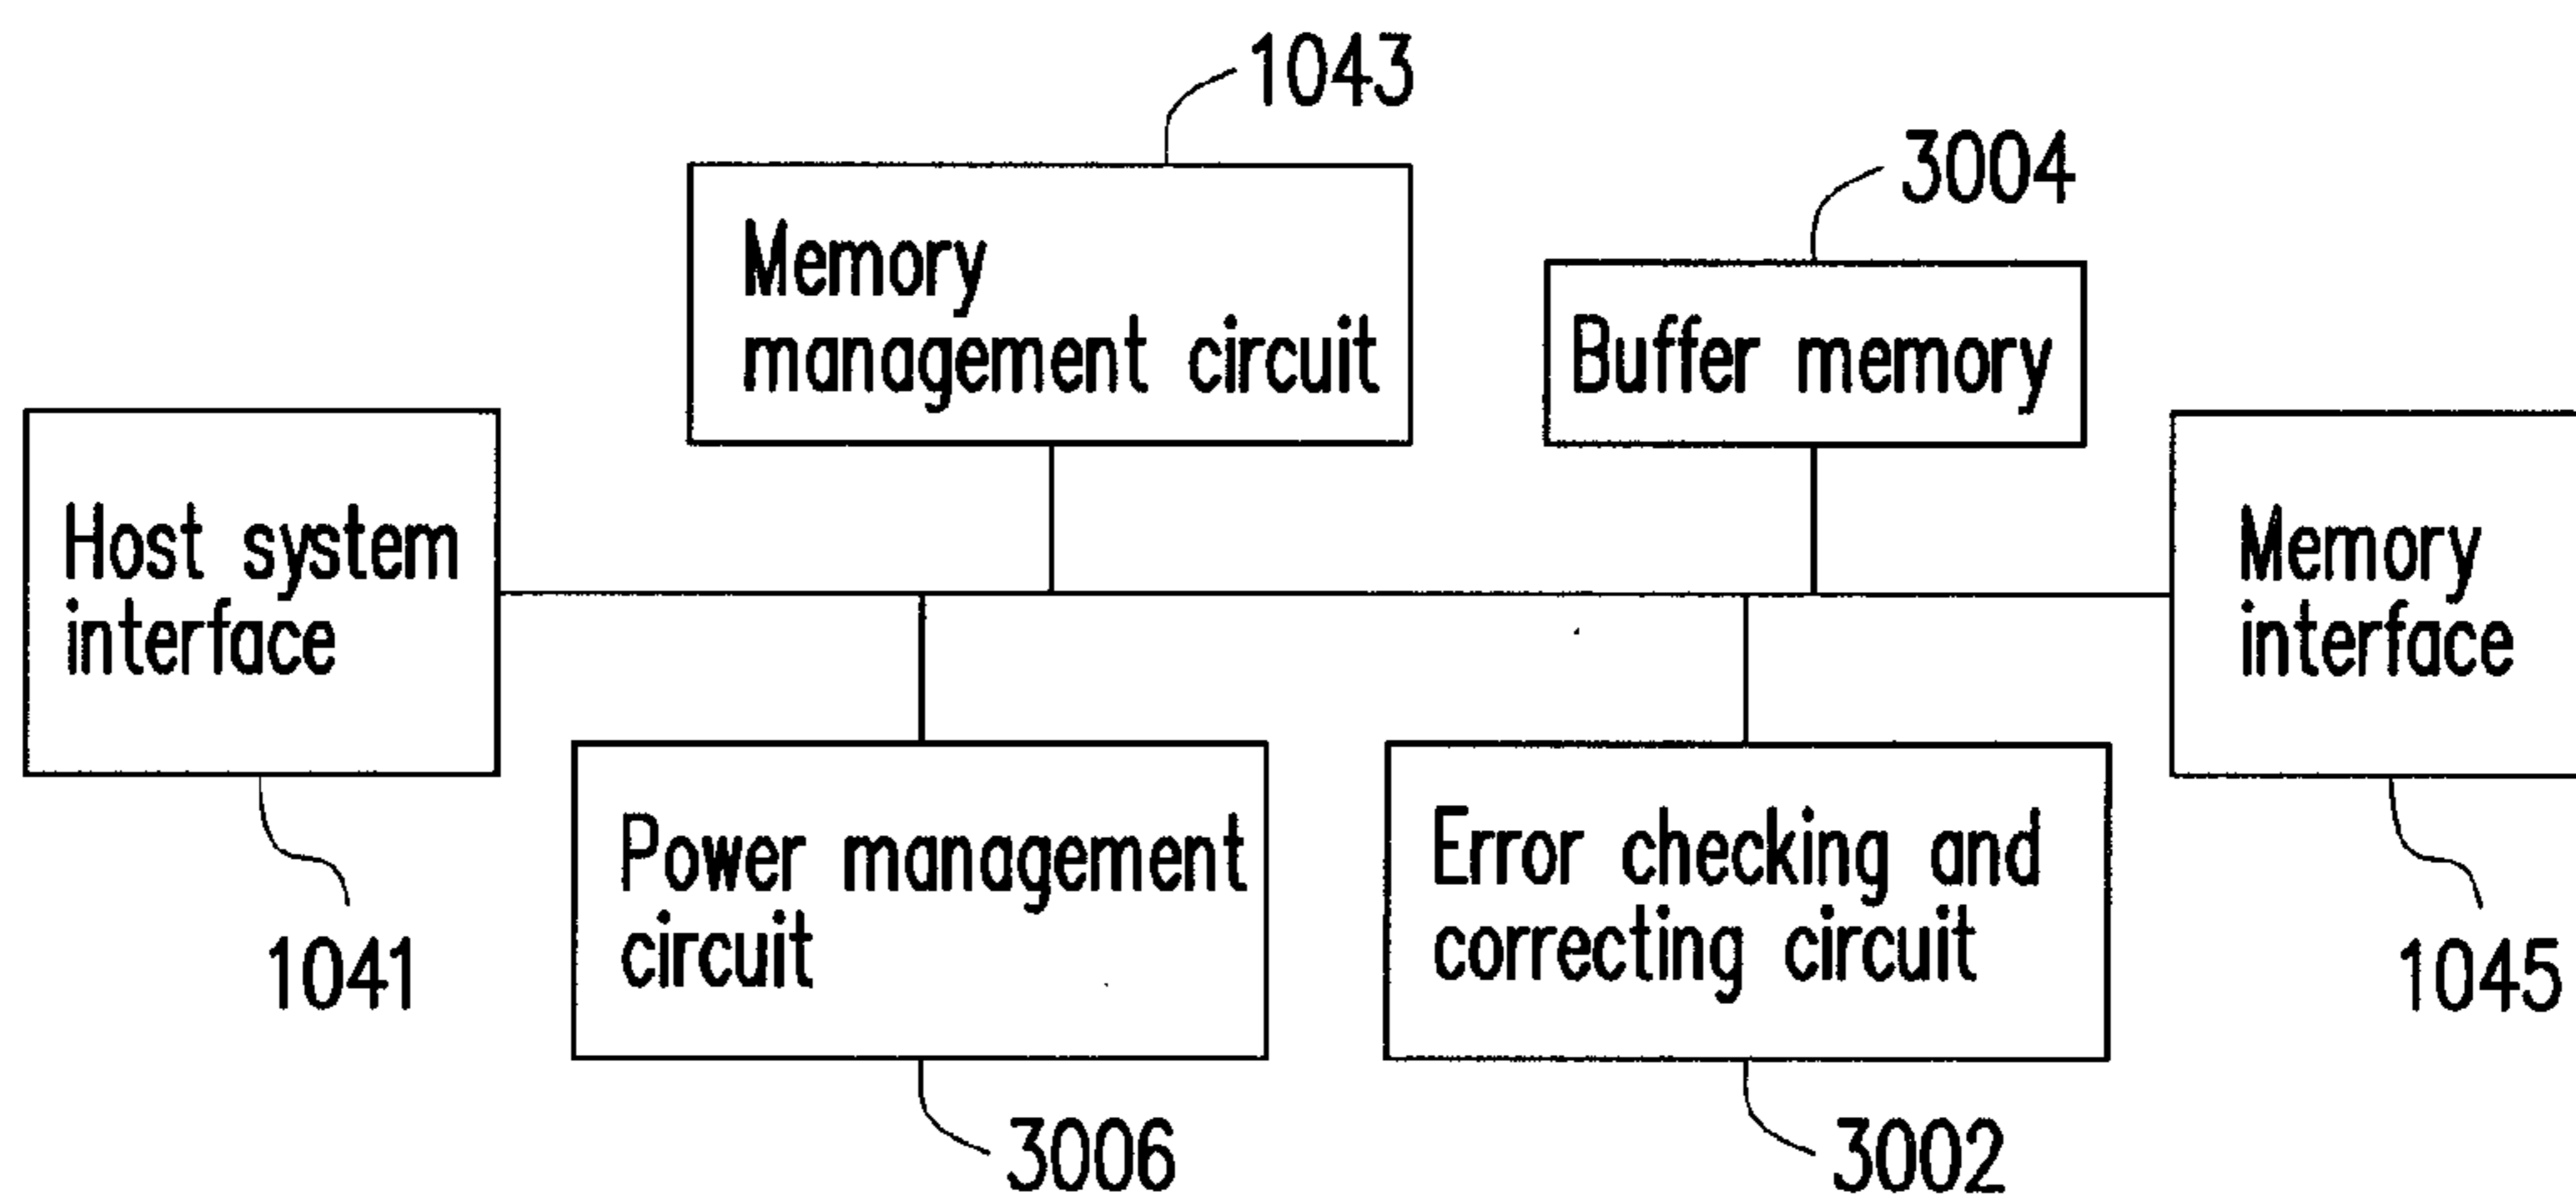 1043
3004
Memory
management circuit
Buffer memory
Host system
interface
Memory
interface
Power management
circuit
Error checking and
correcting circuit
1041
1045
3006
3002